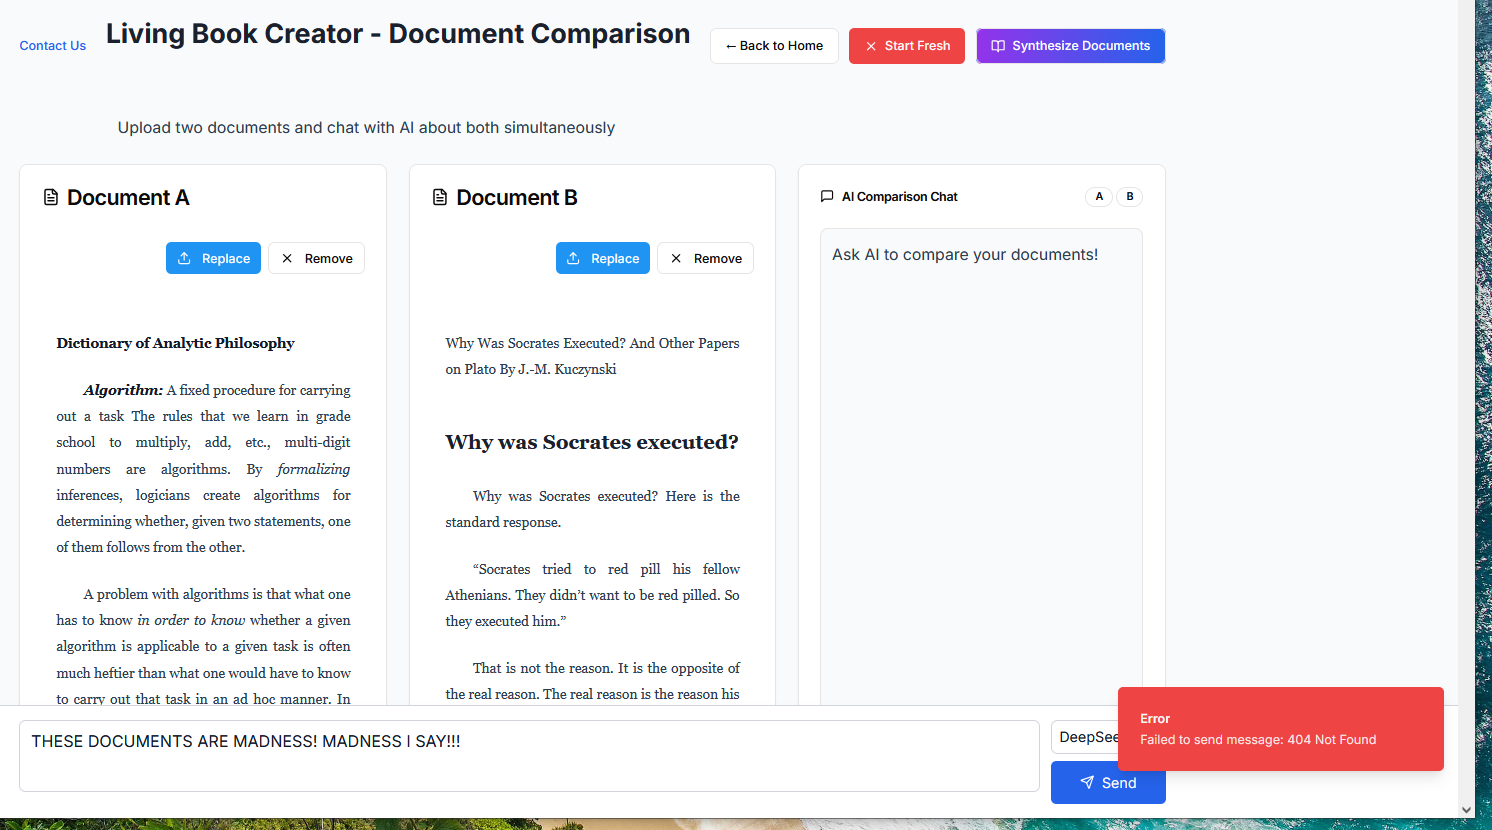 Contact Us
Living Book Creator - Document Comparison
← Back to Home
Start Fresh
Synthesize Documents
Upload two documents and chat with AI about both simultaneously
Document A
Replace
Remove
Dictionary of Analytic Philosophy
Algorithm: A fixed procedure for carrying
out a task The rules that we learn in grade
school to multiply, add, etc., multi-digit
numbers are algorithms. By formalizing
inferences, logicians create algorithms for
determining whether, given two statements, one
of them follows from the other.
A problem with algorithms is that what one
has to know in order to know whether a given
algorithm is applicable to a given task is often
much heftier than what one would have to know
to carry out that task in an ad hoc manner. In
Document B
Replace
Remove
Why Was Socrates Executed? And Other Papers
on Plato By J.-M. Kuczynski
Why was Socrates executed?
Why was Socrates executed? Here is the
standard response.
“Socrates tried to red pill his fellow
Athenians. They didn’t want to be red pilled. So
they executed him.”
That is not the reason. It is the opposite of
the real reason. The real reason is the reason his
AI Comparison Chat
A
B
Ask AI to compare your documents!
THESE DOCUMENTS ARE MADNESS! MADNESS I SAY!!!
DeepSee
Send
Error
Failed to send message: 404 Not Found